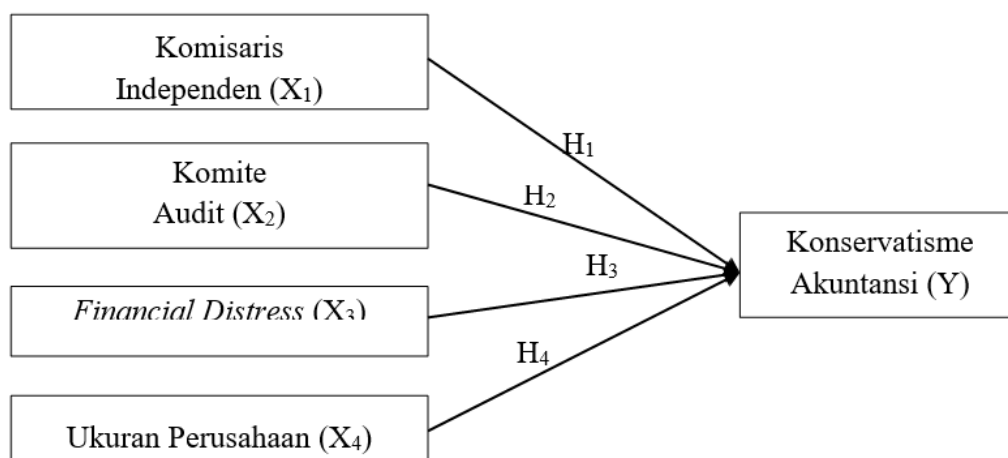 Komisaris
Independen (X₁)
H₁
Komite
Audit (X₂)
H₂
Konservatisme
Akuntansi (Y)
H₃
Financial Distress (X₃)
H₄
Ukuran Perusahaan (X₄)